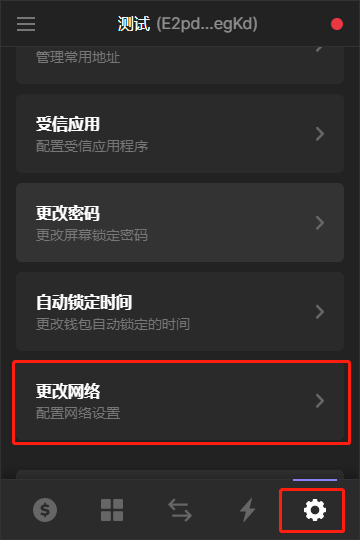 测试 (E2pd...egKd)
管理常用地址
受信应用
配置受信应用程序
更改密码
更改屏幕锁定密码
自动锁定时间
更改钱包自动锁定的时间
更改网络
配置网络设置